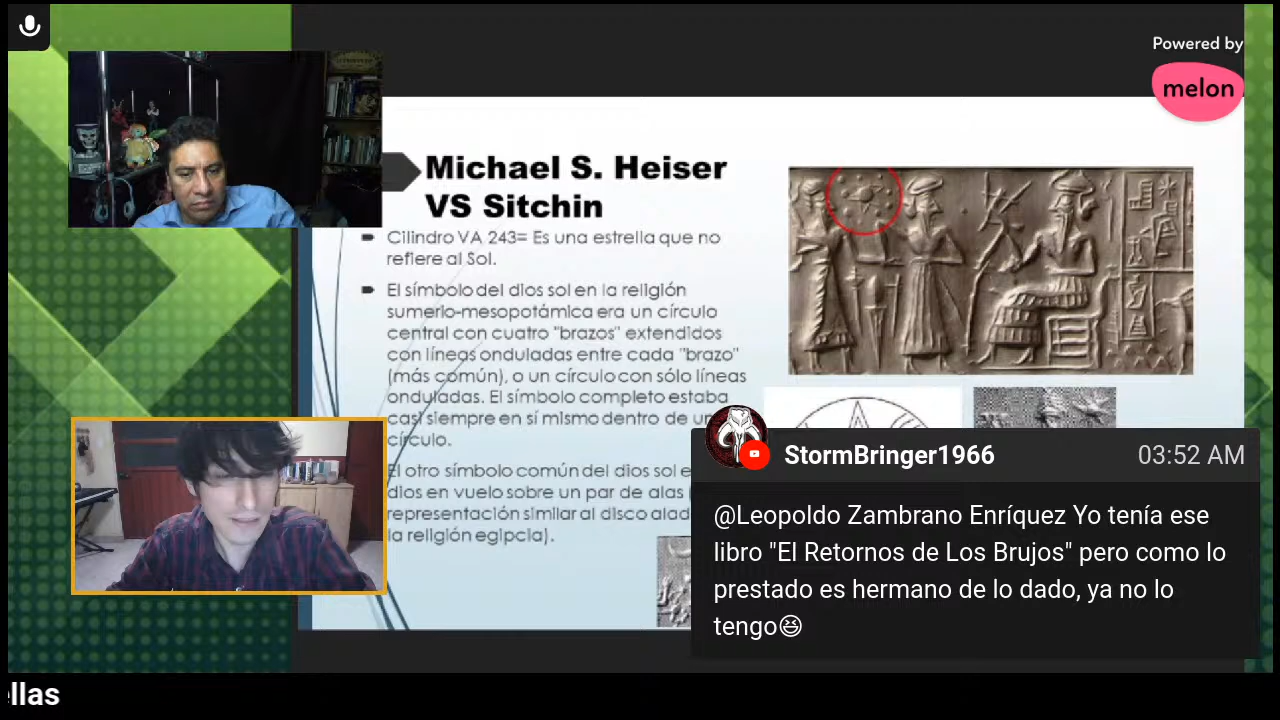 Powered by
melon
Michael S. Heiser
VS Sitchin
Cilindro VA 243= Es una estrella que no
refiere al Sol.
El símbolo del dios sol en la religión
sumerio-mesopotámica era un círculo
central con cuatro "brazos" extendidos
con líneas onduladas entre cada "brazo"
(más común), o un círculo con sólo líneas
onduladas. El símbolo completo estaba
casi siempre en sí mismo dentro de un
círculo.
El otro símbolo común del dios sol e
dios en vuelo sobre un par de alas (
representación similar al disco alad
la religión egipcia).
StormBringer1966
03:52 AM
@Leopoldo Zambrano Enríquez Yo tenía ese
libro "El Retornos de Los Brujos" pero como lo
prestado es hermano de lo dado, ya no lo
tengo😆
llas